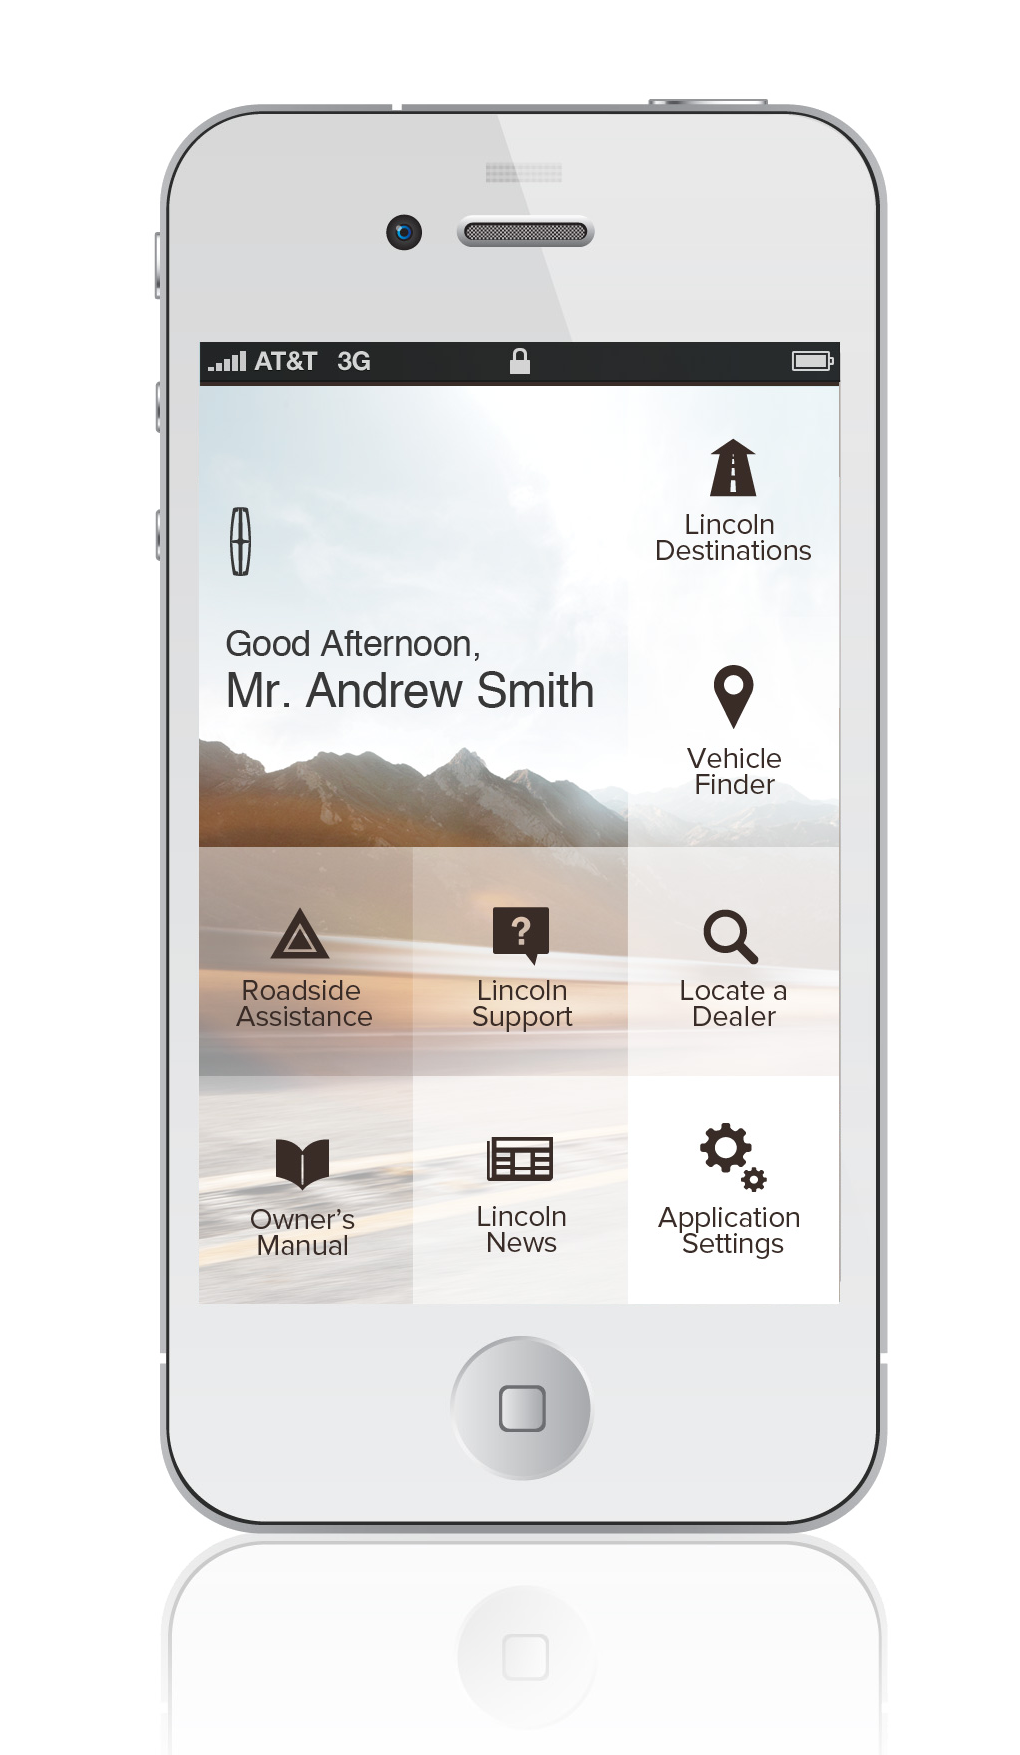 AT&T 3G
Good Afternoon,
Mr. Andrew Smith
Lincoln
Destinations
Vehicle
Finder
Roadside
Assistance
?
Lincoln
Support
Locate a
Dealer
Owner's
Manual
Lincoln
News
Application
Settings